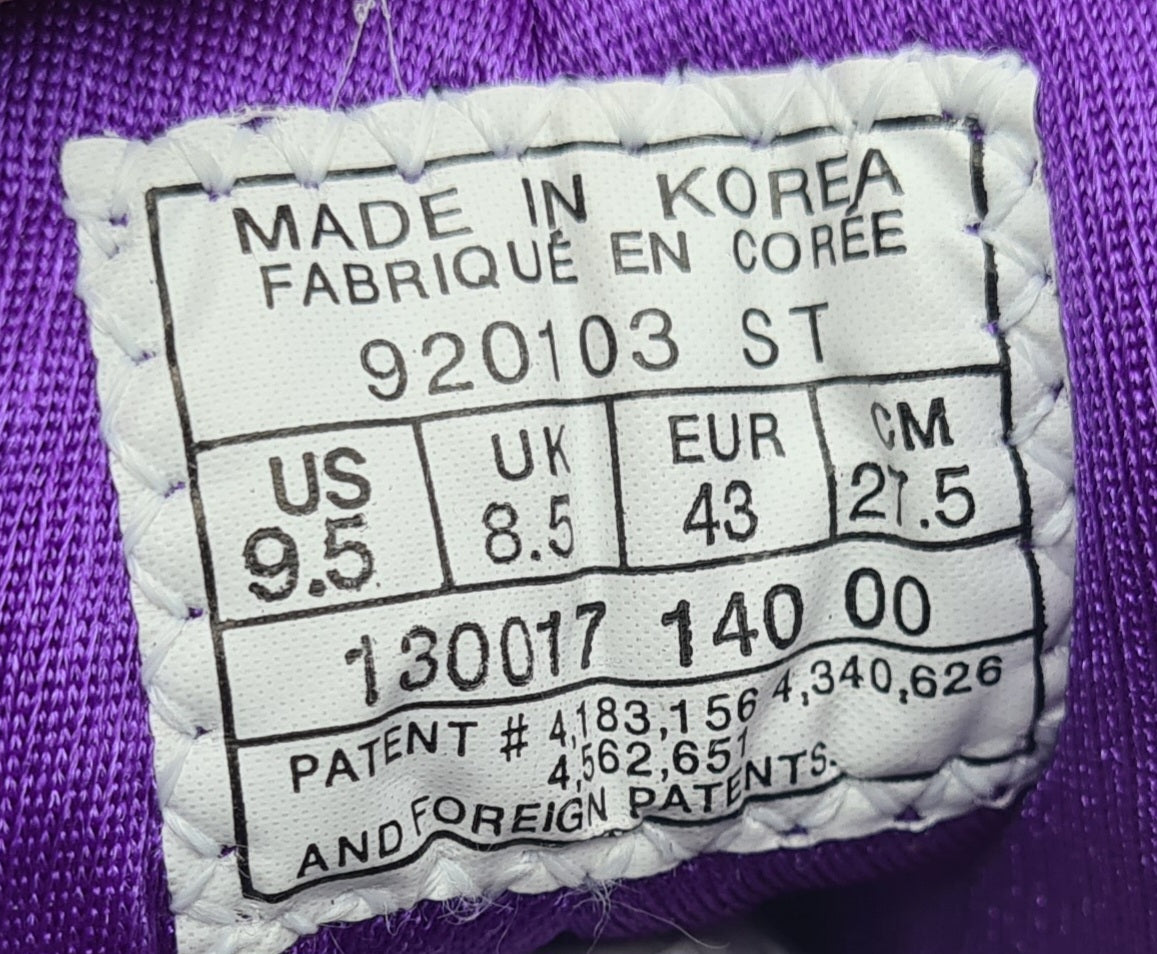 MADE IN KOREA
FABRIQUÉ EN CORÉE
920103 ST
US UK EUR CM
9.5 8.5 43 27.5
130017 140 00
PATENT # 4,183,156 4,340,626
4,562,651
AND FOREIGN PATENTS.